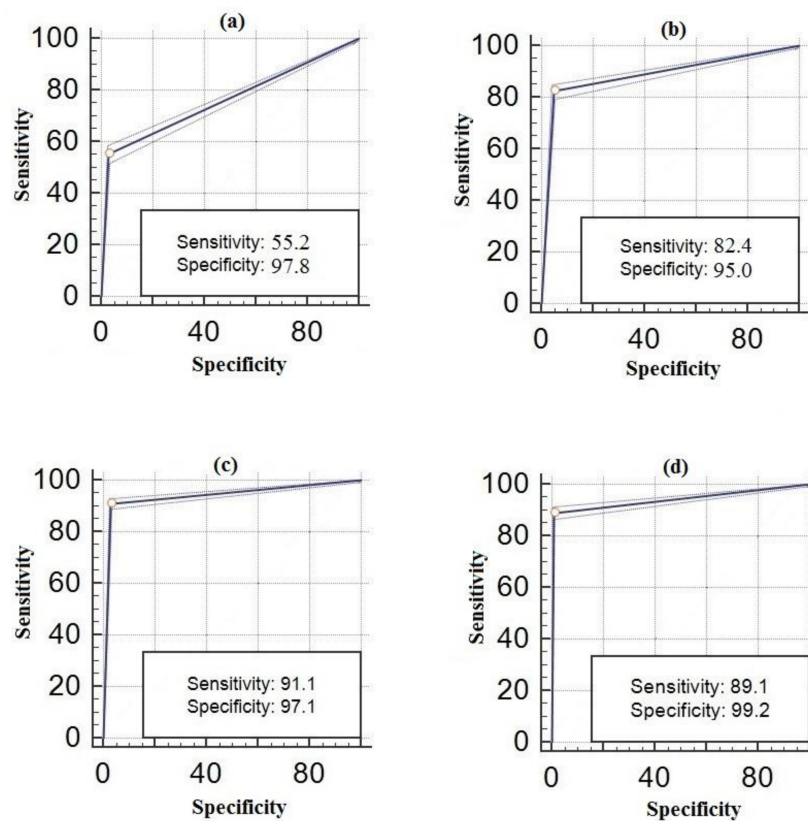 (a)
100
80
60
40
20
0
Sensitivity
Sensitivity: 55.2
Specificity: 97.8
0 40 80
Specificity
(b)
100
80
60
40
20
0
Sensitivity
Sensitivity: 82.4
Specificity: 95.0
0 40 80
Specificity
(c)
100
80
60
40
20
0
Sensitivity
Sensitivity: 91.1
Specificity: 97.1
0 40 80
Specificity
(d)
100
80
60
40
20
0
Sensitivity
Sensitivity: 89.1
Specificity: 99.2
0 40 80
Specificity